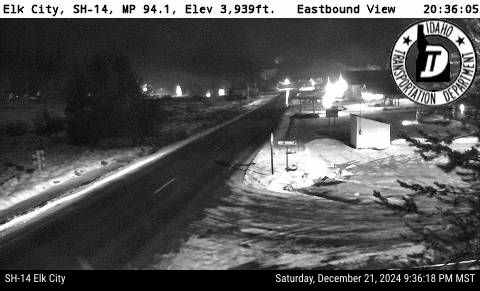 Elk City, SH-14, MP 94.1, Elev 3,939ft.   Eastbound View   20:36:05
IDAHO
TRANSPORTATION DEPARTMENT
SH-14 Elk City
Saturday, December 21, 2024 9:36:18 PM MST